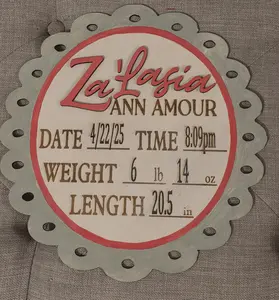 Za'Lasia
ANN AMOUR
DATE 4/22/25 TIME 8:09pm
WEIGHT 6 lb 14 oz
LENGTH 20.5 in